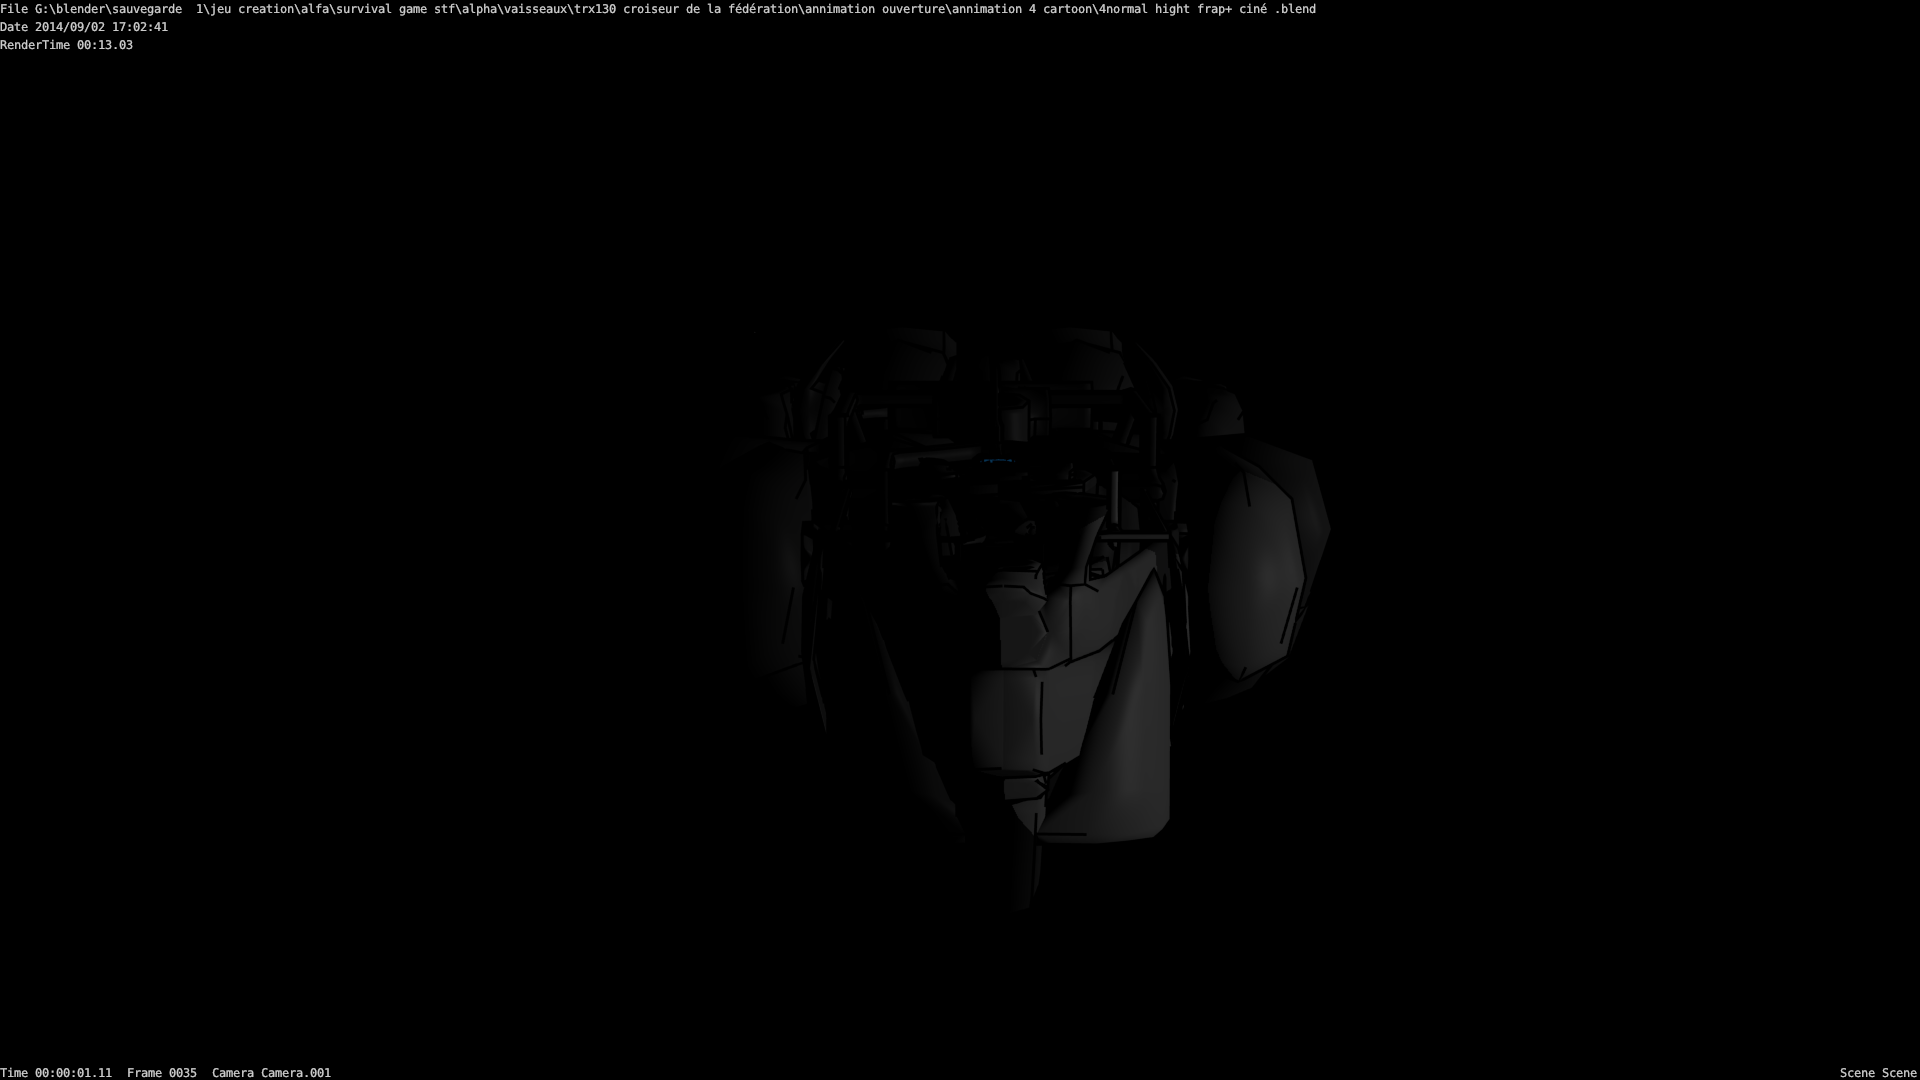 File G:\blender\sauvegarde  1\jeu creation\alfa\survival game stf\alpha\vaisseaux\trx130 croiseur de la fédération\annimation ouverture\annimation 4 cartoon\4normal hight frap+ ciné .blend
Date 2014/09/02 17:02:41
RenderTime 00:13.03
Time 00:00:01.11  Frame 0035  Camera Camera.001
Scene Scene